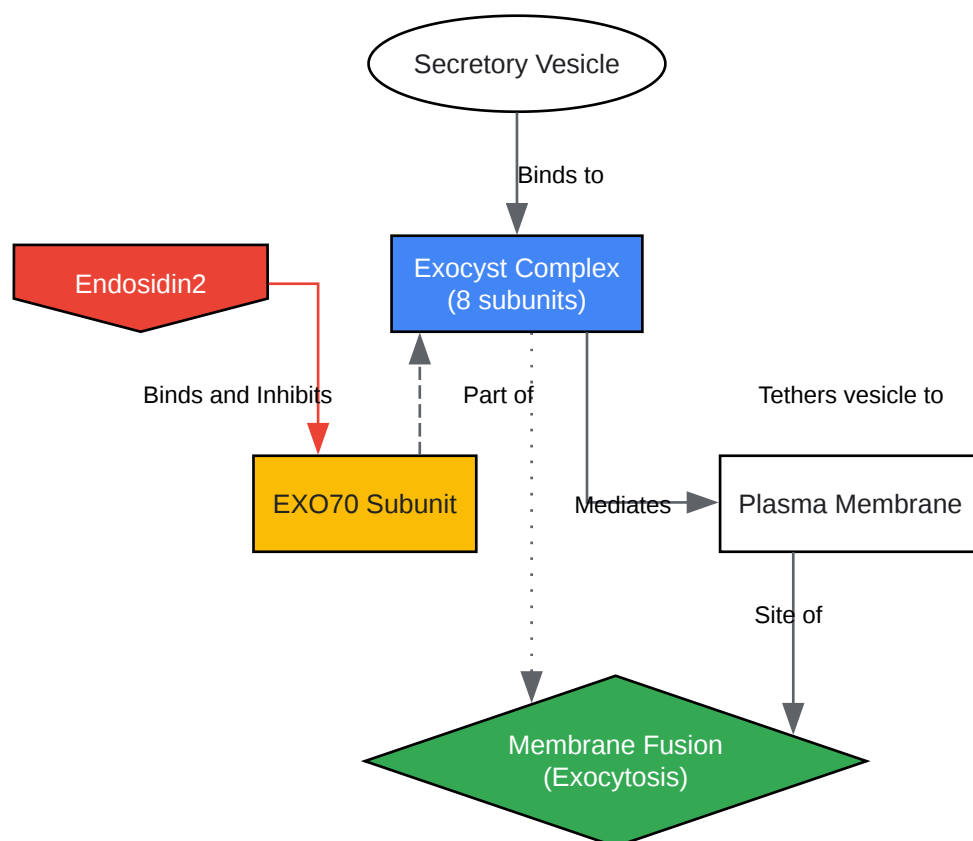 Secretory Vesicle
Binds to
Exocyst Complex
(8 subunits)
Endosidin2
Binds and Inhibits
Part of
Tethers vesicle to
EXO70 Subunit
Mediates
Plasma Membrane
Site of
Membrane Fusion
(Exocytosis)